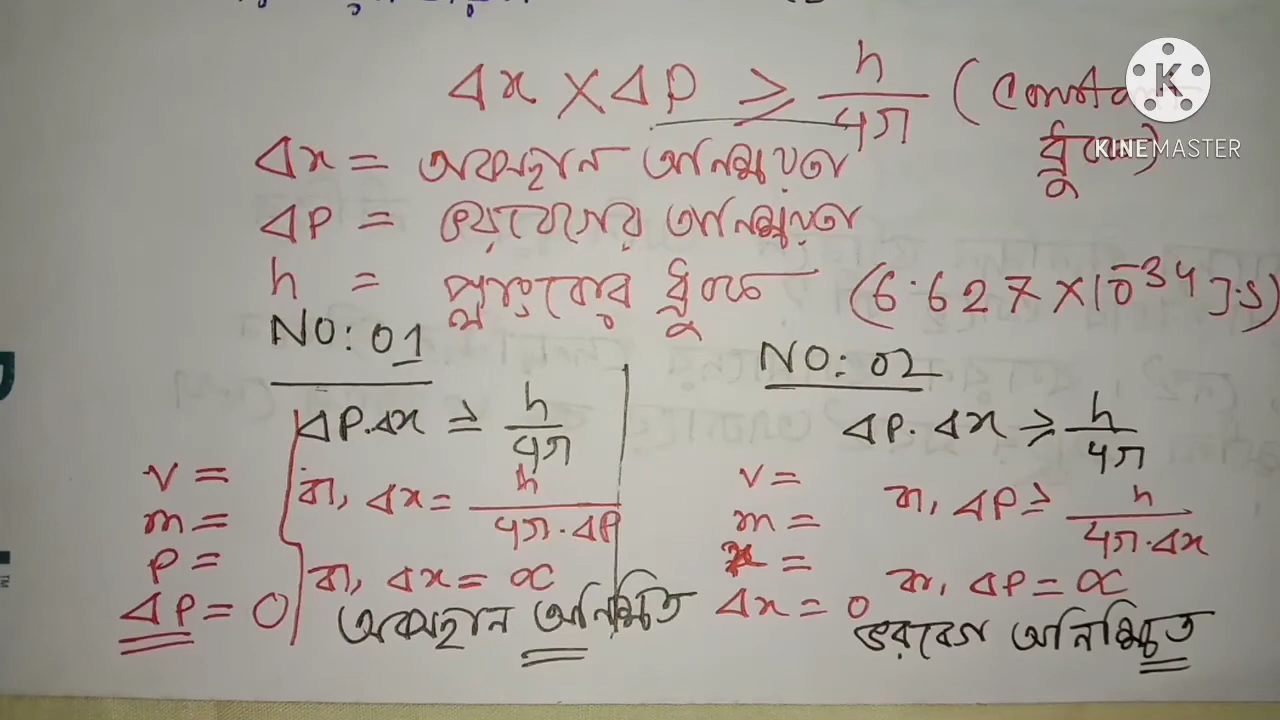 Δx × Δp ≥ h/4π (Constant
ধ্রুবক)
KINEMASTER
Δx = অবস্থান অনিশ্চয়তা
Δp = ভরবেগের অনিশ্চয়তা
h = প্ল্যাংকের ধ্রুবক (6.627×10⁻³⁴ J.S)
NO: 01
Δp.Δx ≥ h/4π
v =
বা, Δx = h/4π.Δp
m =
p =
বা, Δx = ∝
Δp = 0
অবস্থান অনিশ্চিত
NO: 02
Δp. Δx ≥ h/4π
v =
বা, Δp ≥ h/4π.Δx
m =
x =
বা, Δp = ∝
Δx = 0
ভরবেগ অনিশ্চিত